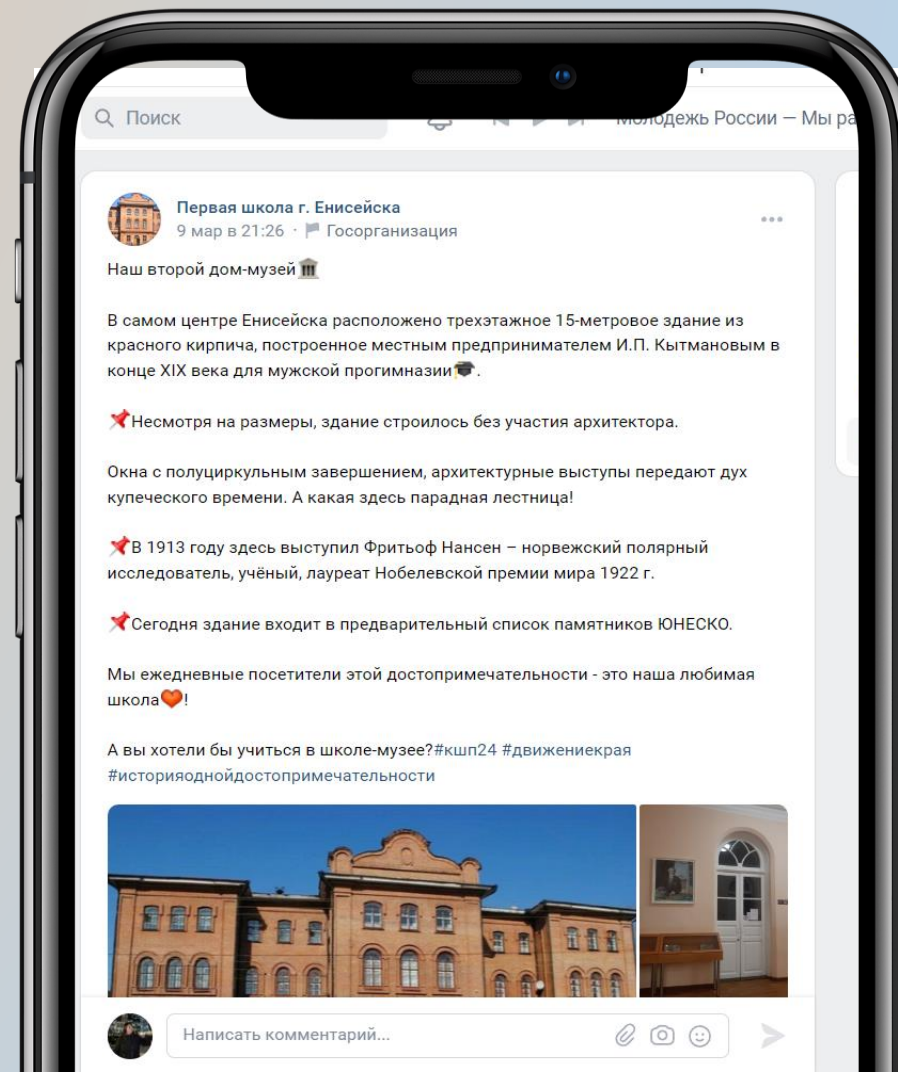 Поиск
Молодежь России — Мы ра
Первая школа г. Енисейска
9 мар в 21:26 · Госорганизация
Наш второй дом-музей🏛
В самом центре Енисейска расположено трехэтажное 15-метровое здание из
красного кирпича, построенное местным предпринимателем И.П. Кытмановым в
конце XIX века для мужской прогимназии🎓.
📌Несмотря на размеры, здание строилось без участия архитектора.
Окна с полуциркульным завершением, архитектурные выступы передают дух
купеческого времени. А какая здесь парадная лестница!
📌В 1913 году здесь выступил Фритьоф Нансен – норвежский полярный
исследователь, учёный, лауреат Нобелевской премии мира 1922 г.
📌Сегодня здание входит в предварительный список памятников ЮНЕСКО.
Мы ежедневные посетители этой достопримечательности - это наша любимая
школа❤!
А вы хотели бы учиться в школе-музее?#кшп24 #движениекрая
#историяоднойдостопримечательности
Написать комментарий...